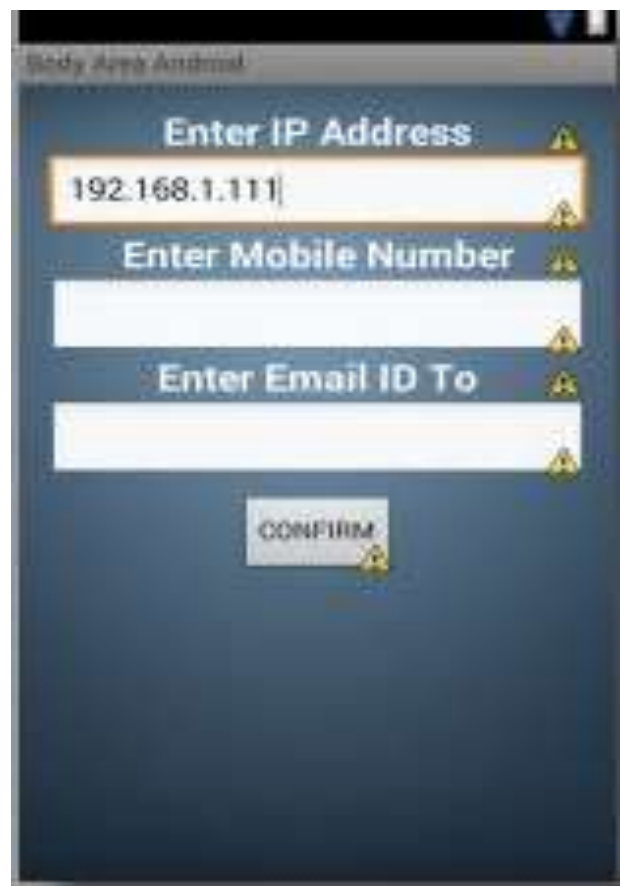 Body Area Android
Enter IP Address
192.168.1.111
Enter Mobile Number
Enter Email ID To
CONFIRM